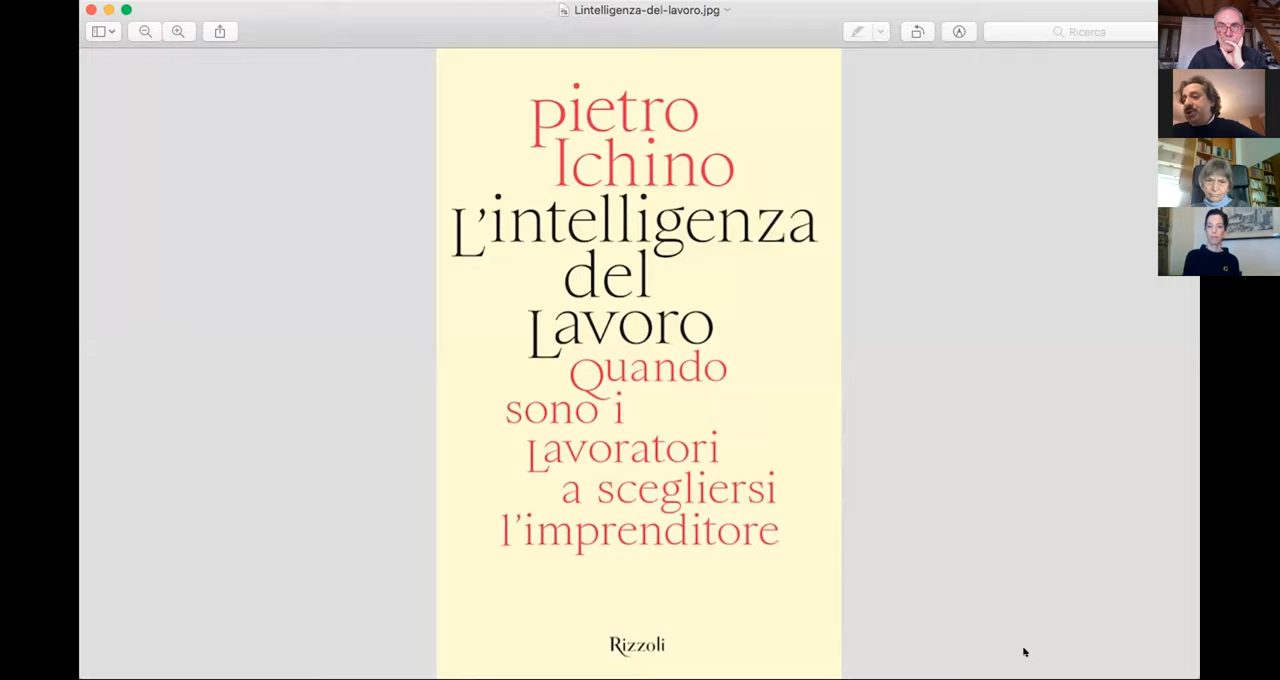 Lintelligenza-del-lavoro.jpg
Ricerca
pietro
Ichino
L'intelligenza
del
Lavoro
Quando
sono i
Lavoratori
a scegliersi
l'imprenditore
Rizzoli